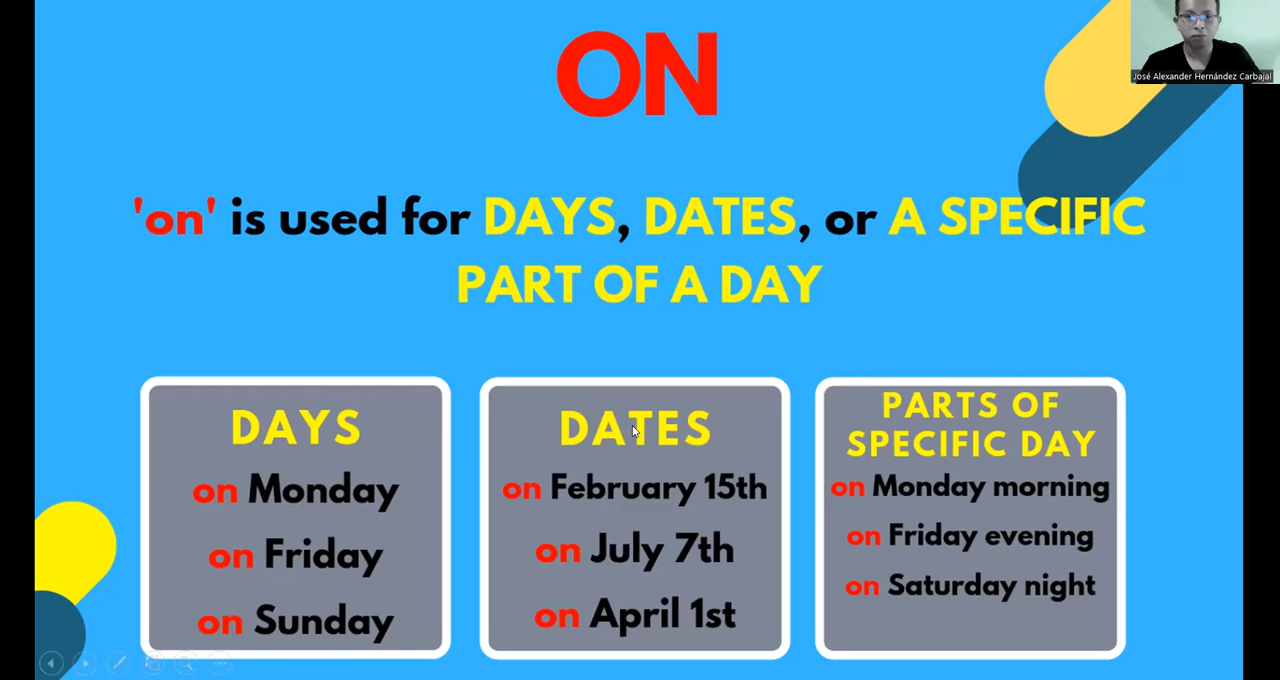 ON
José Alexander Hernández Carbajal
'on' is used for DAYS, DATES, or A SPECIFIC
PART OF A DAY
DAYS
on Monday
on Friday
on Sunday
DATES
on February 15th
on July 7th
on April 1st
PARTS OF
SPECIFIC DAY
on Monday morning
on Friday evening
on Saturday night